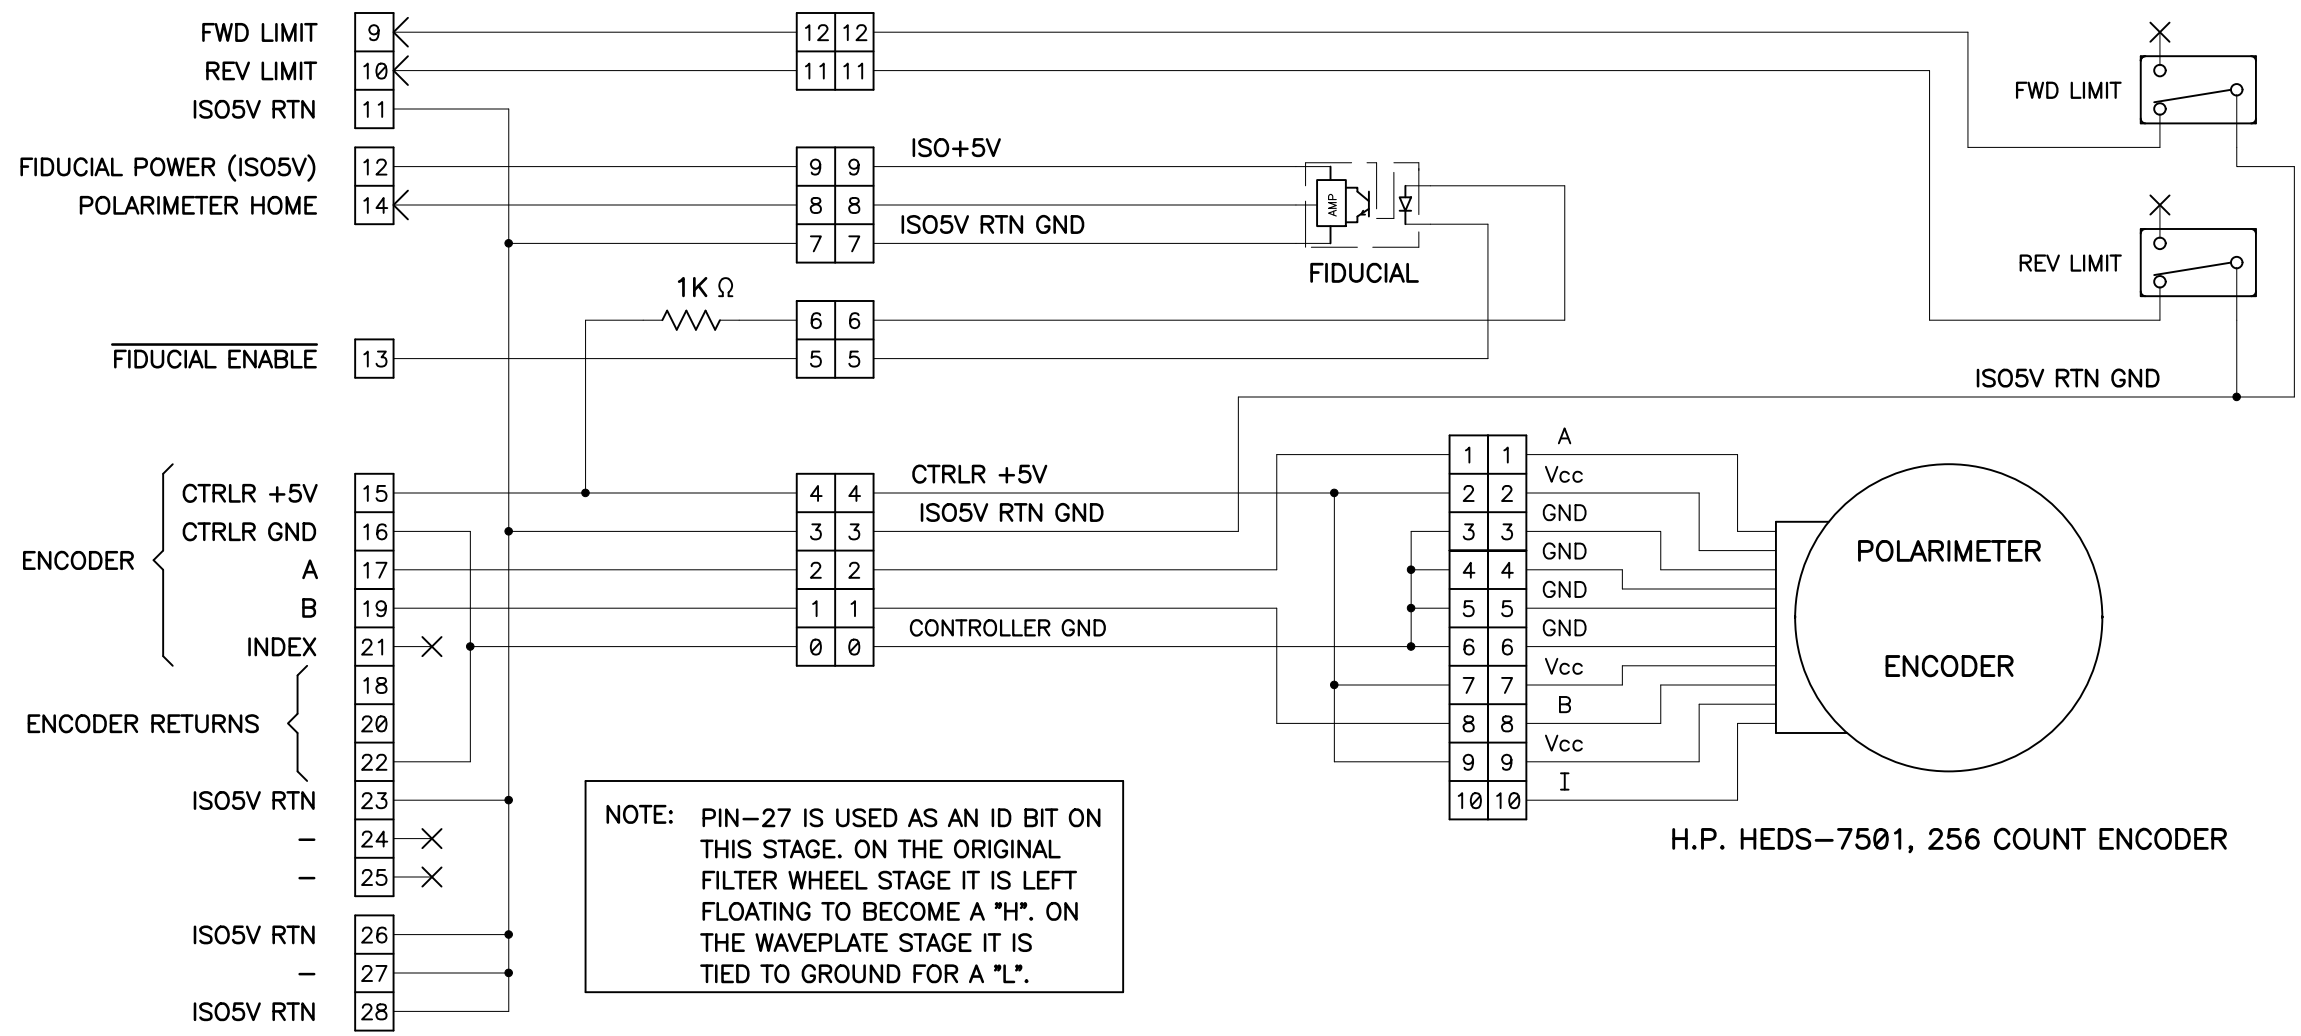 FWD LIMIT 9 12 12
REV LIMIT 10 11 11
FWD LIMIT
ISO5V RTN 11
ISO+5V
FIDUCIAL POWER (ISO5V) 12 9 9
POLARIMETER HOME 14 8 8 AMP
ISO5V RTN GND
7 7
REV LIMIT
FIDUCIAL
1K Ω
6 6
FIDUCIAL ENABLE 13 5 5
ISO5V RTN GND
A
1 1
CTRLR +5V Vcc
CTRLR +5V 15 4 4 2 2
ISO5V RTN GND GND
CTRLR GND 16 3 3 3 3
ENCODER
GND
POLARIMETER
A 17 2 2 4 4
GND
B 19 1 1 5 5
CONTROLLER GND GND
INDEX 21 0 0 6 6
Vcc
ENCODER
18 7 7
B
ENCODER RETURNS 20 8 8
Vcc
22 9 9
I
ISO5V RTN 23 10 10
– 24
– 25
H.P. HEDS–7501, 256 COUNT ENCODER
ISO5V RTN 26
– 27
ISO5V RTN 28
NOTE: PIN–27 IS USED AS AN ID BIT ON
THIS STAGE. ON THE ORIGINAL
FILTER WHEEL STAGE IT IS LEFT
FLOATING TO BECOME A "H". ON
THE WAVEPLATE STAGE IT IS
TIED TO GROUND FOR A "L".